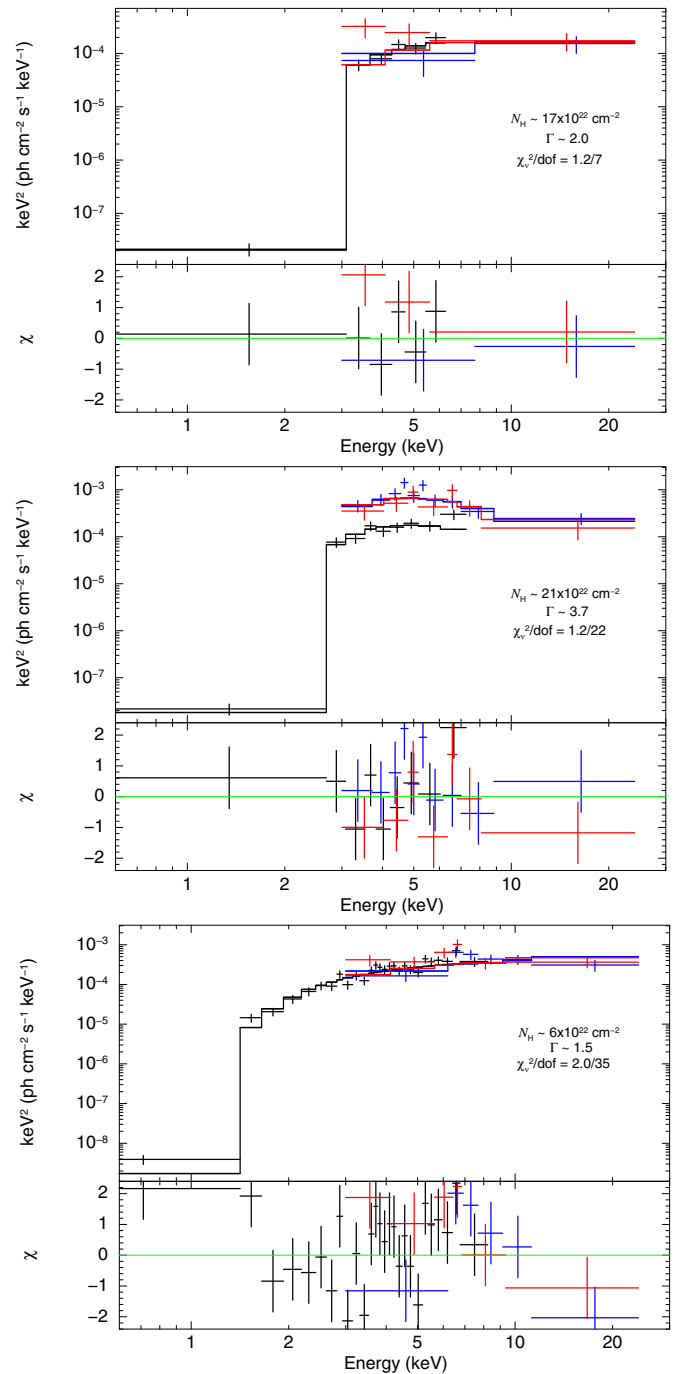 10⁻⁴
10⁻⁵
10⁻⁶
10⁻⁷
keV² (ph cm⁻² s⁻¹ keV⁻¹)
N_H ~ 17x10²² cm⁻²
Γ ~ 2.0
χᵥ²/dof = 1.2/7
2
1
0
−1
−2
χ
1 2 5 10 20
Energy (keV)
10⁻³
10⁻⁴
10⁻⁵
10⁻⁶
10⁻⁷
keV² (ph cm⁻² s⁻¹ keV⁻¹)
N_H ~ 21x10²² cm⁻²
Γ ~ 3.7
χᵥ²/dof = 1.2/22
2
1
0
−1
−2
χ
1 2 5 10 20
Energy (keV)
10⁻³
10⁻⁴
10⁻⁵
10⁻⁶
10⁻⁷
10⁻⁸
keV² (ph cm⁻² s⁻¹ keV⁻¹)
N_H ~ 6x10²² cm⁻²
Γ ~ 1.5
χᵥ²/dof = 2.0/35
2
1
0
−1
−2
χ
1 2 5 10 20
Energy (keV)